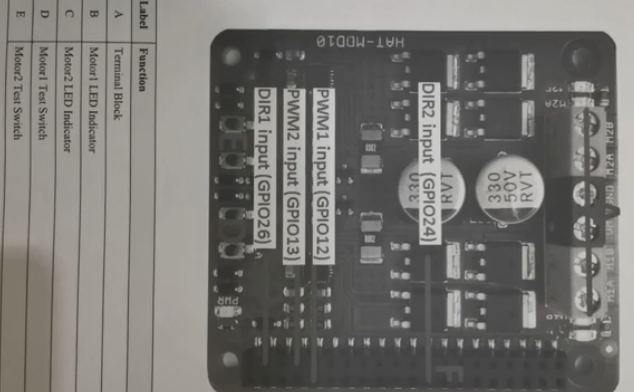 Label Function
A Terminal Block
B Motor1 LED Indicator
C Motor2 LED Indicator
D Motor1 Test Switch
E Motor2 Test Switch
HAT-MDD10
DIR2 input (GPIO24)
PWM1 input (GPIO12)
PWM2 input (GPIO13)
DIR1 input (GPIO26)
330
RVT
330
50V
RVT
M2A
PWR
F